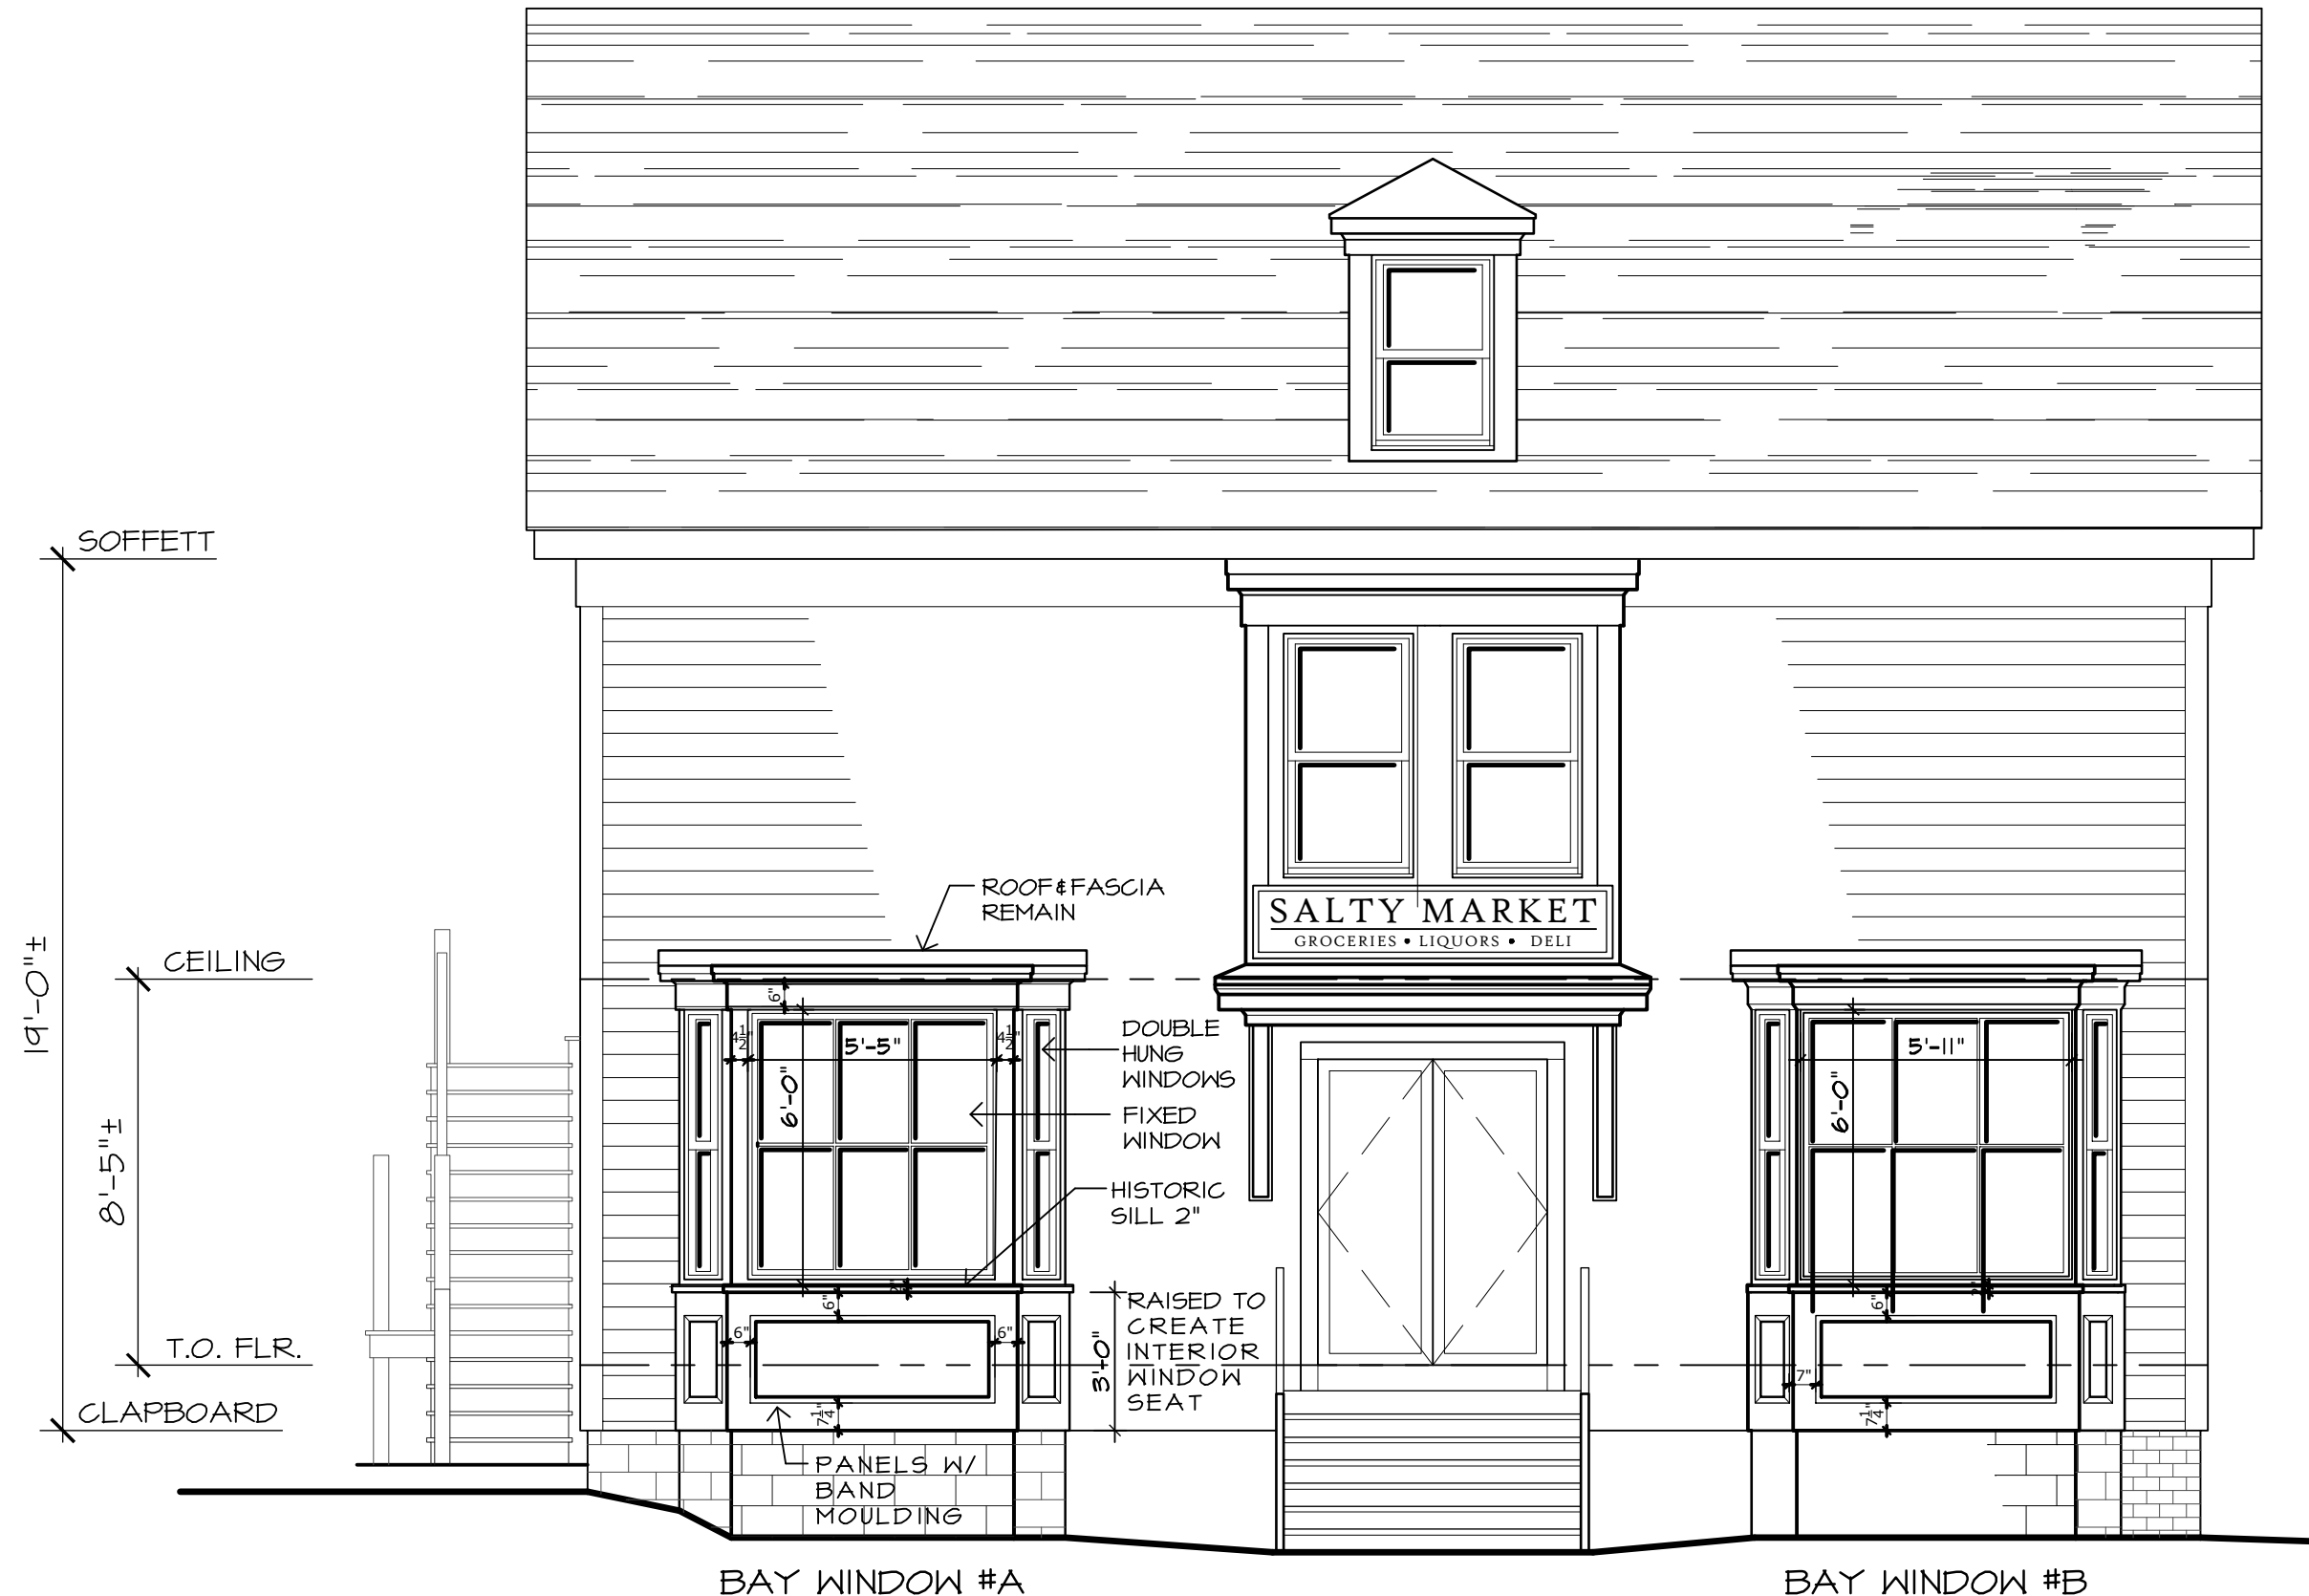 SOFFETT
19'-0"±
CEILING
8'-5"±
T.O. FLR.
CLAPBOARD
ROOF&FASCIA
REMAIN
SALTY MARKET
GROCERIES • LIQUORS • DELI
6"
4½"
5'-5"
4½"
6'-0"
DOUBLE
HUNG
WINDOWS
FIXED
WINDOW
HISTORIC
SILL 2"
2"
6"
6"
6"
7¼"
3'-0"
RAISED TO
CREATE
INTERIOR
WINDOW
SEAT
PANELS W/
BAND
MOULDING
5'-11"
6'-0"
2"
6"
7"
7¼"
BAY WINDOW #A
BAY WINDOW #B